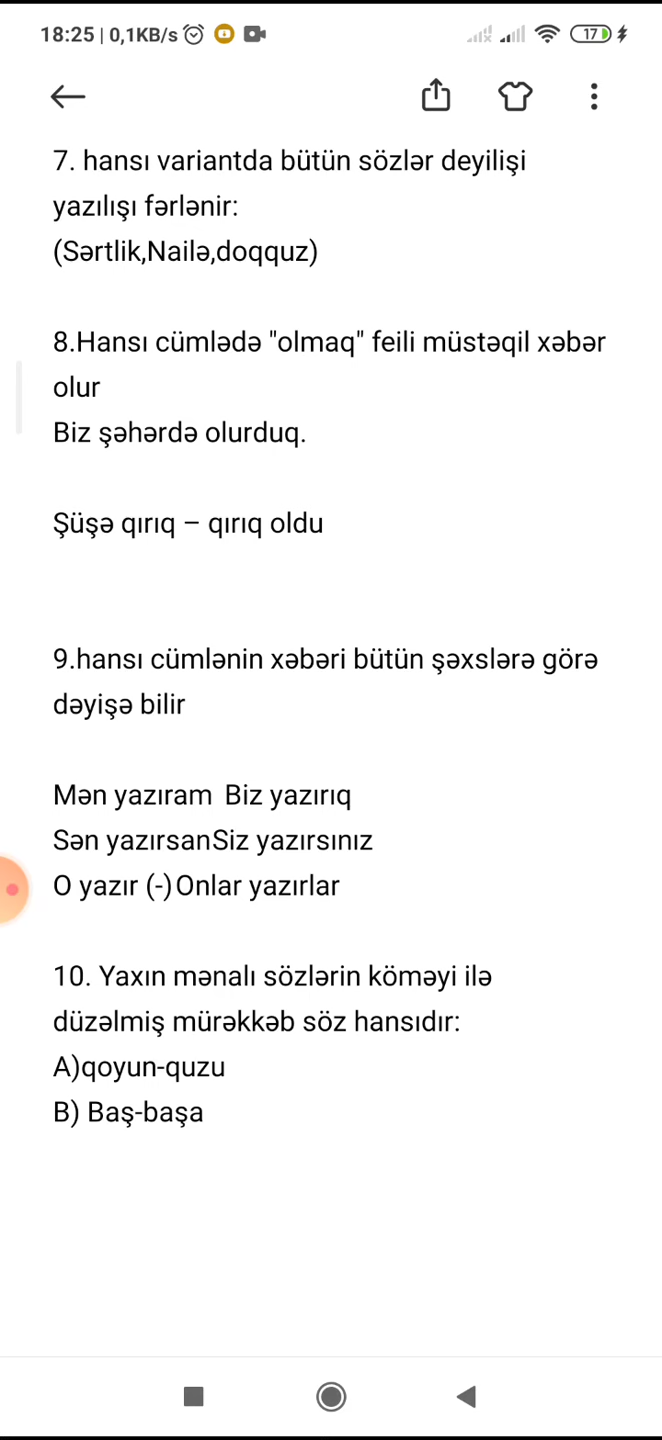 18:25 | 0,1KB/s
17
7. hansı variantda bütün sözlər deyilişi
yazılışı fərlənir:
(Sərtlik,Nailə,doqquz)
8.Hansı cümlədə "olmaq" feili müstəqil xəbər
olur
Biz şəhərdə olurduq.
Şüşə qırıq – qırıq oldu
9.hansı cümlənin xəbəri bütün şəxslərə görə
dəyişə bilir
Mən yazıram Biz yazırıq
Sən yazırsanSiz yazırsınız
O yazır (-)Onlar yazırlar
10. Yaxın mənalı sözlərin köməyi ilə
düzəlmiş mürəkkəb söz hansıdır:
A)qoyun-quzu
B) Baş-başa